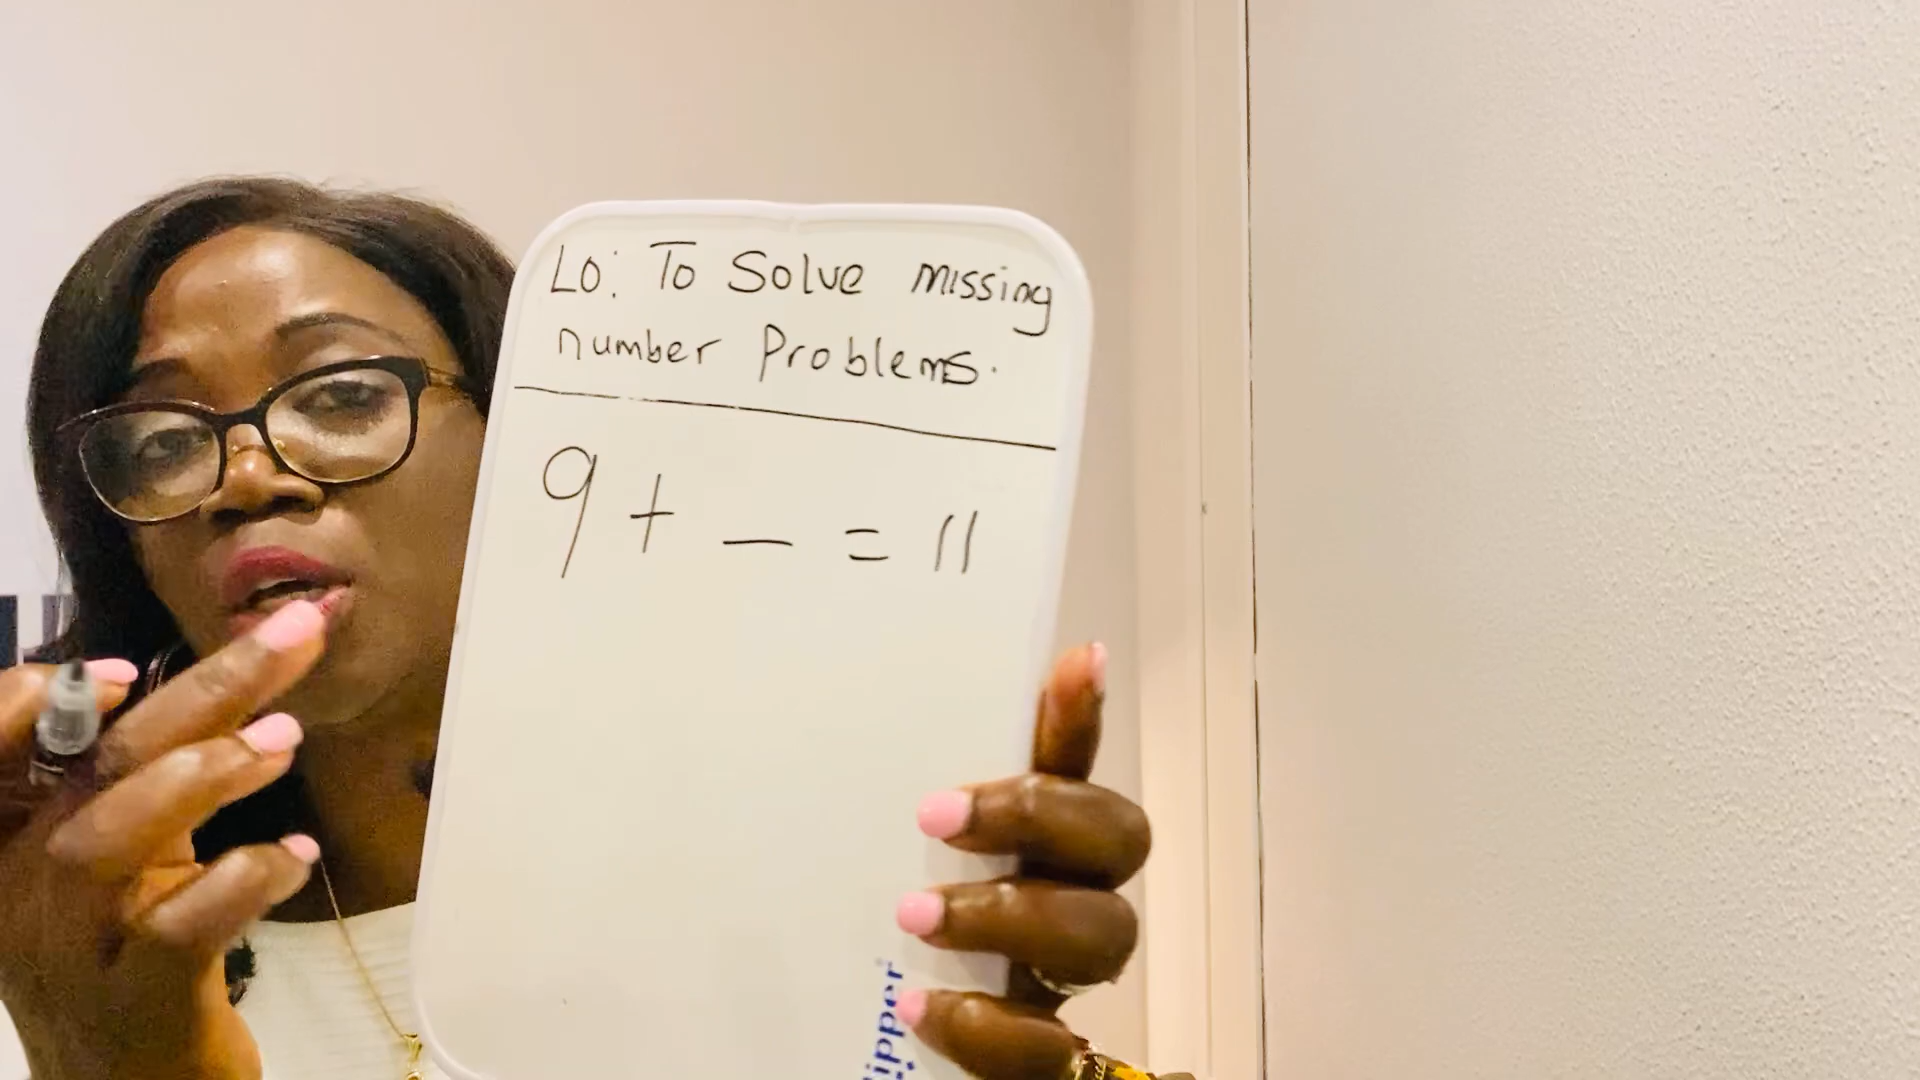 LO: To Solve missing
number Problems.
9 + _ = 11